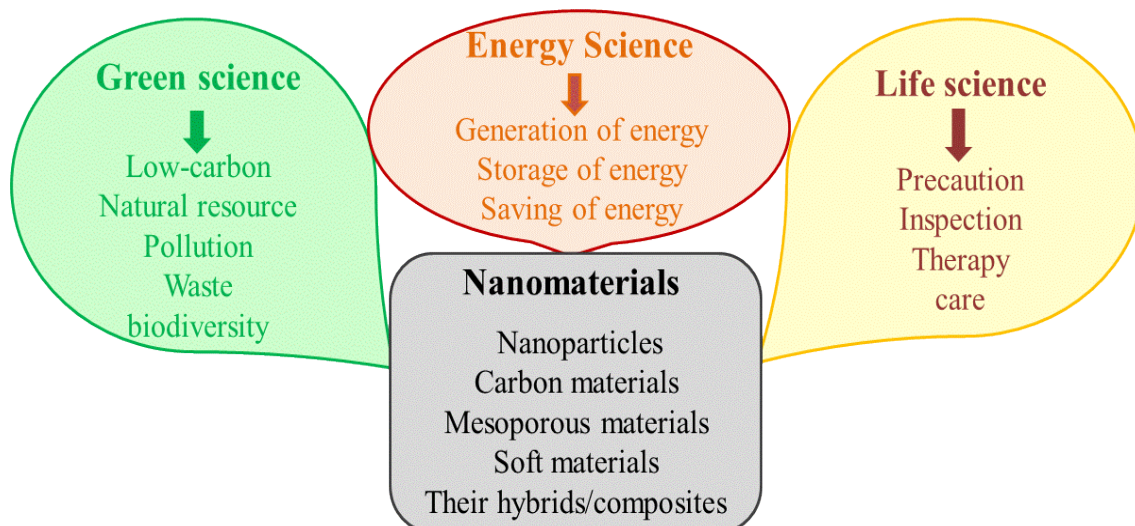 Green science
Low-carbon
Natural resource
Pollution
Waste
biodiversity
Energy Science
Generation of energy
Storage of energy
Saving of energy
Life science
Precaution
Inspection
Therapy
care
Nanomaterials
Nanoparticles
Carbon materials
Mesoporous materials
Soft materials
Their hybrids/composites